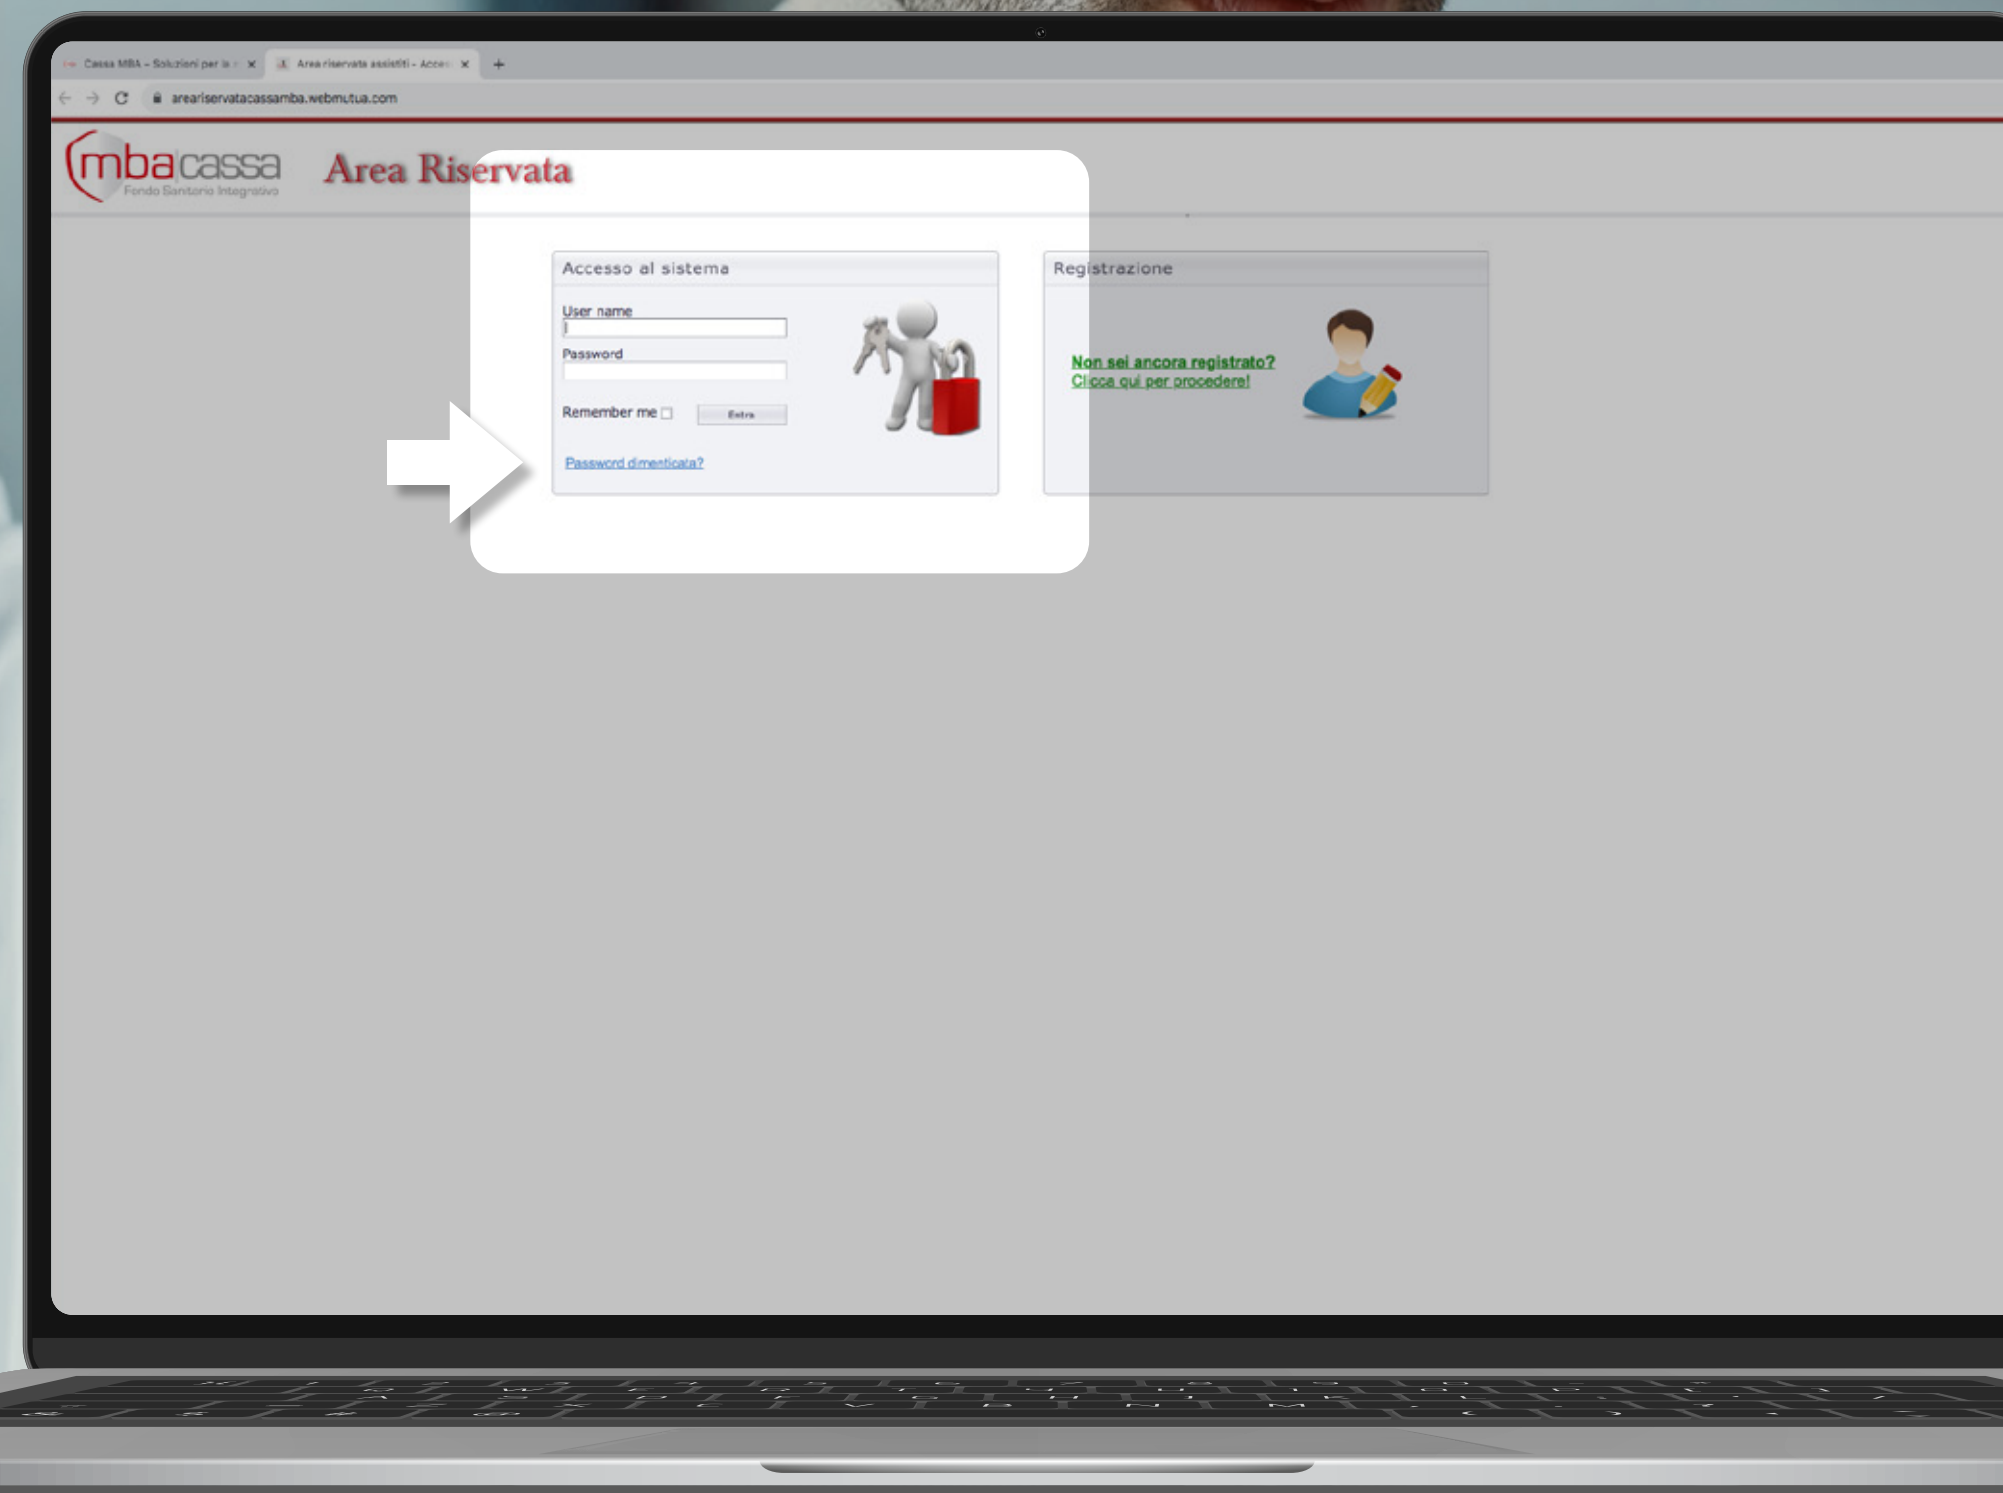 Cassa MBA – Soluzioni per la
Area riservata assistiti – Acces
areariservatacassamba.webmutua.com
mbacassa
Fondo Sanitario Integrativo
Area Riservata
Accesso al sistema
User name
Password
Remember me
Entra
Password dimenticata?
Registrazione
Non sei ancora registrato?
Clicca qui per procedere!